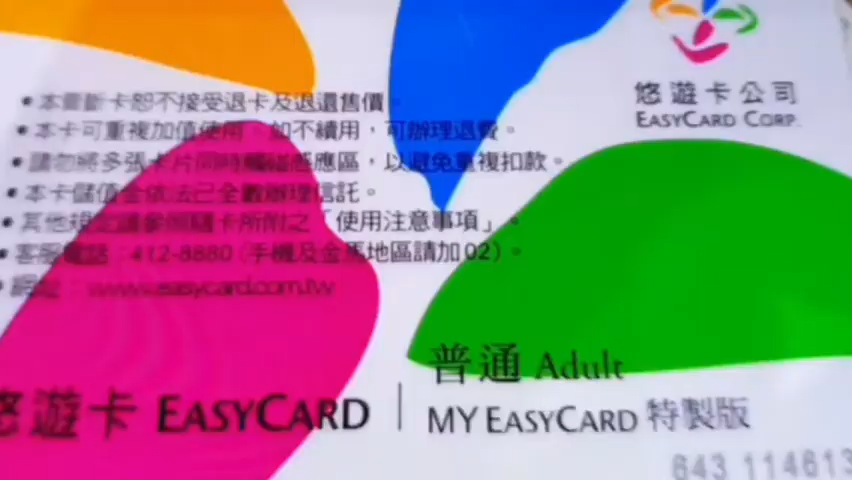 悠遊卡公司
EASYCARD CORP.
•本票斷卡恕不接受退卡及退還售價。
•本卡可重複加值使用。如不續用，可辦理退費。
•請勿將多張卡片同時觸碰感應區，以避免重複扣款。
•本卡儲值金依法已全數辦理信託。
•其他規定請參照購卡所附之「使用注意事項」。
•客服電話：412-8880（手機及金馬地區請加02）。
•網址：www.easycard.com.tw
普通 Adult
悠遊卡 EASYCARD
MY EASYCARD 特製版
643 114613